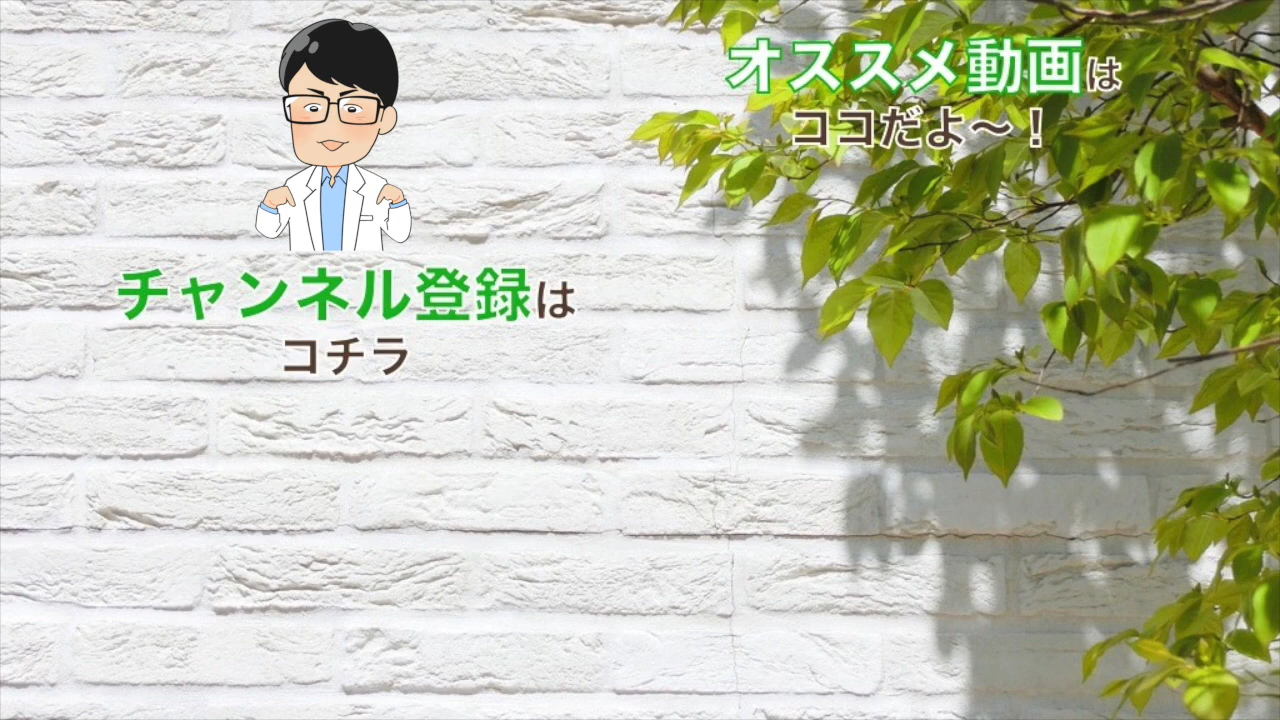 チャンネル登録は
コチラ
オススメ動画は
ココだよ～！